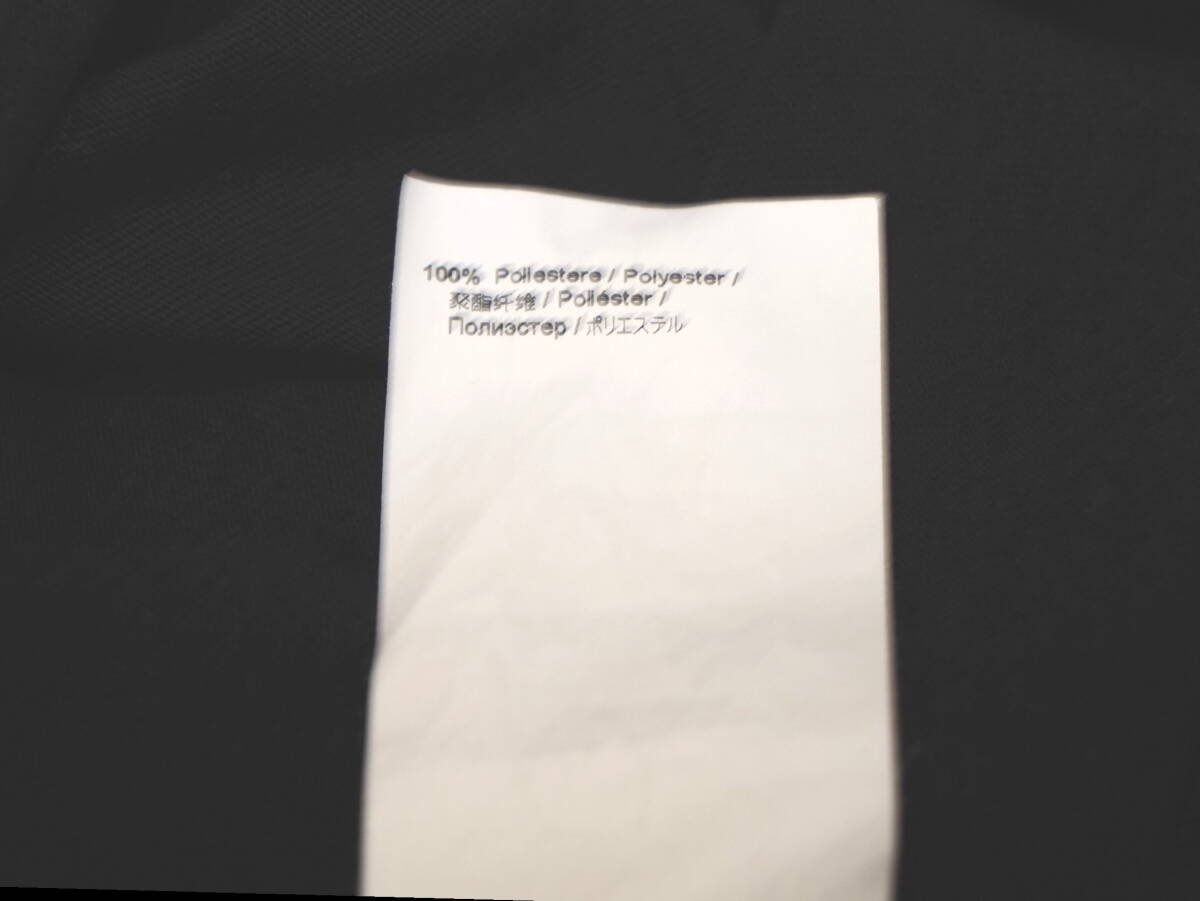 100% Poliestere / Polyester /
聚酯纤维 / Poliéster /
Полиэстер / ポリエステル